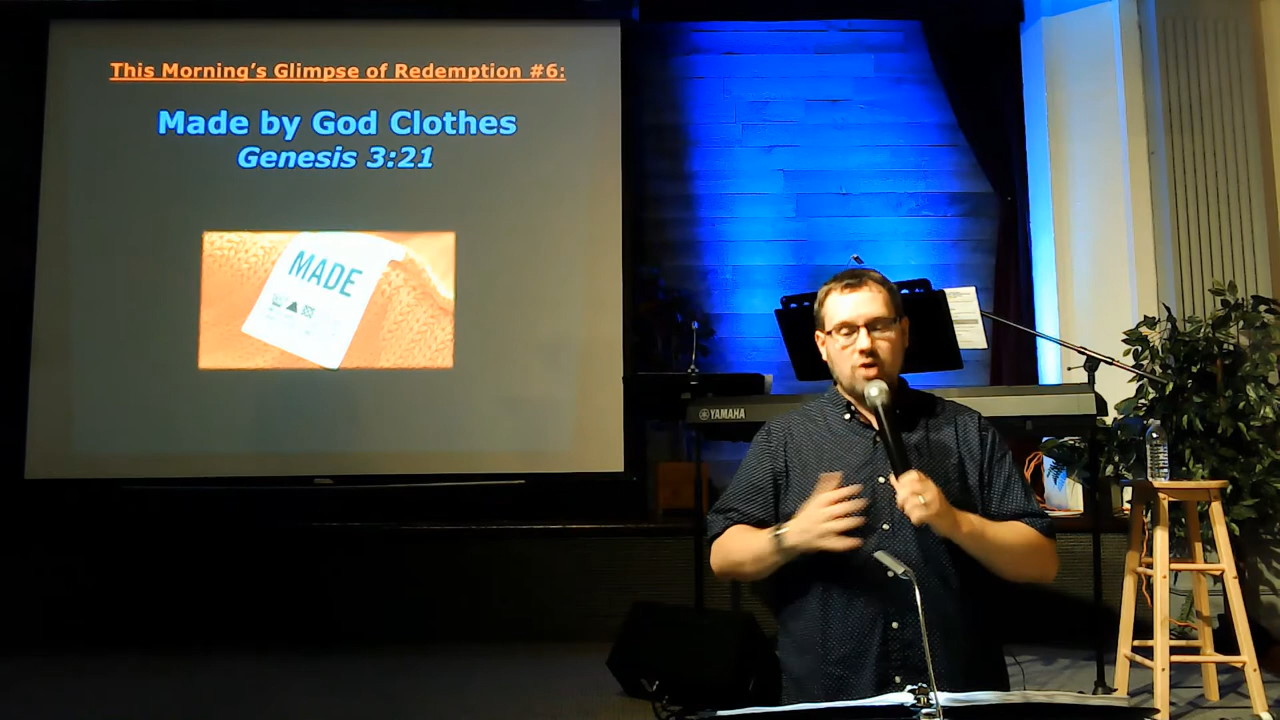 This Morning's Glimpse of Redemption #6:
Made by God Clothes
Genesis 3:21
MADE
YAMAHA